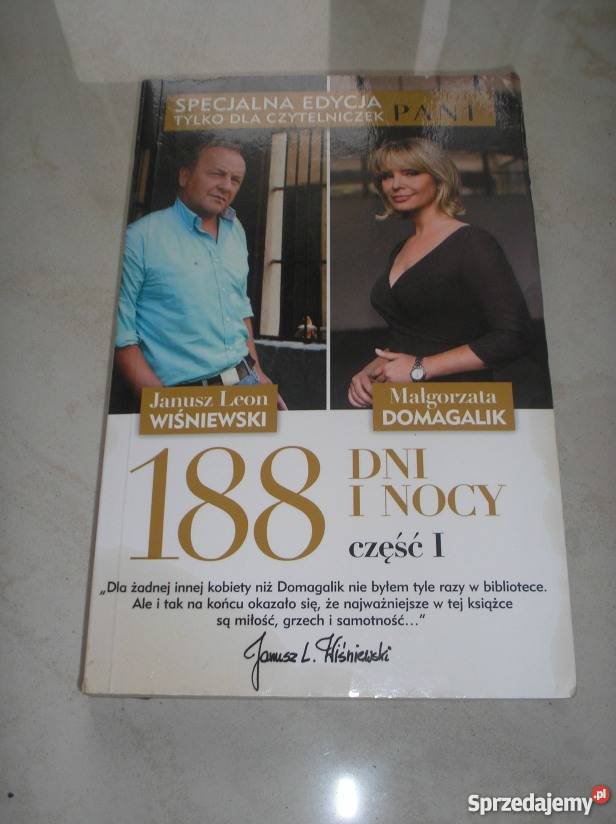 SPECJALNA EDYCJA
TYLKO DLA CZYTELNICZEK PANI
Janusz Leon
WIŚNIEWSKI
Małgorzata
DOMAGALIK
188 DNI
I NOCY
część I
„Dla żadnej innej kobiety niż Domagalik nie byłem tyle razy w bibliotece.
Ale i tak na końcu okazało się, że najważniejsze w tej książce
są miłość, grzech i samotność..."
Janusz L. Wiśniewski
Sprzedajemy.pl